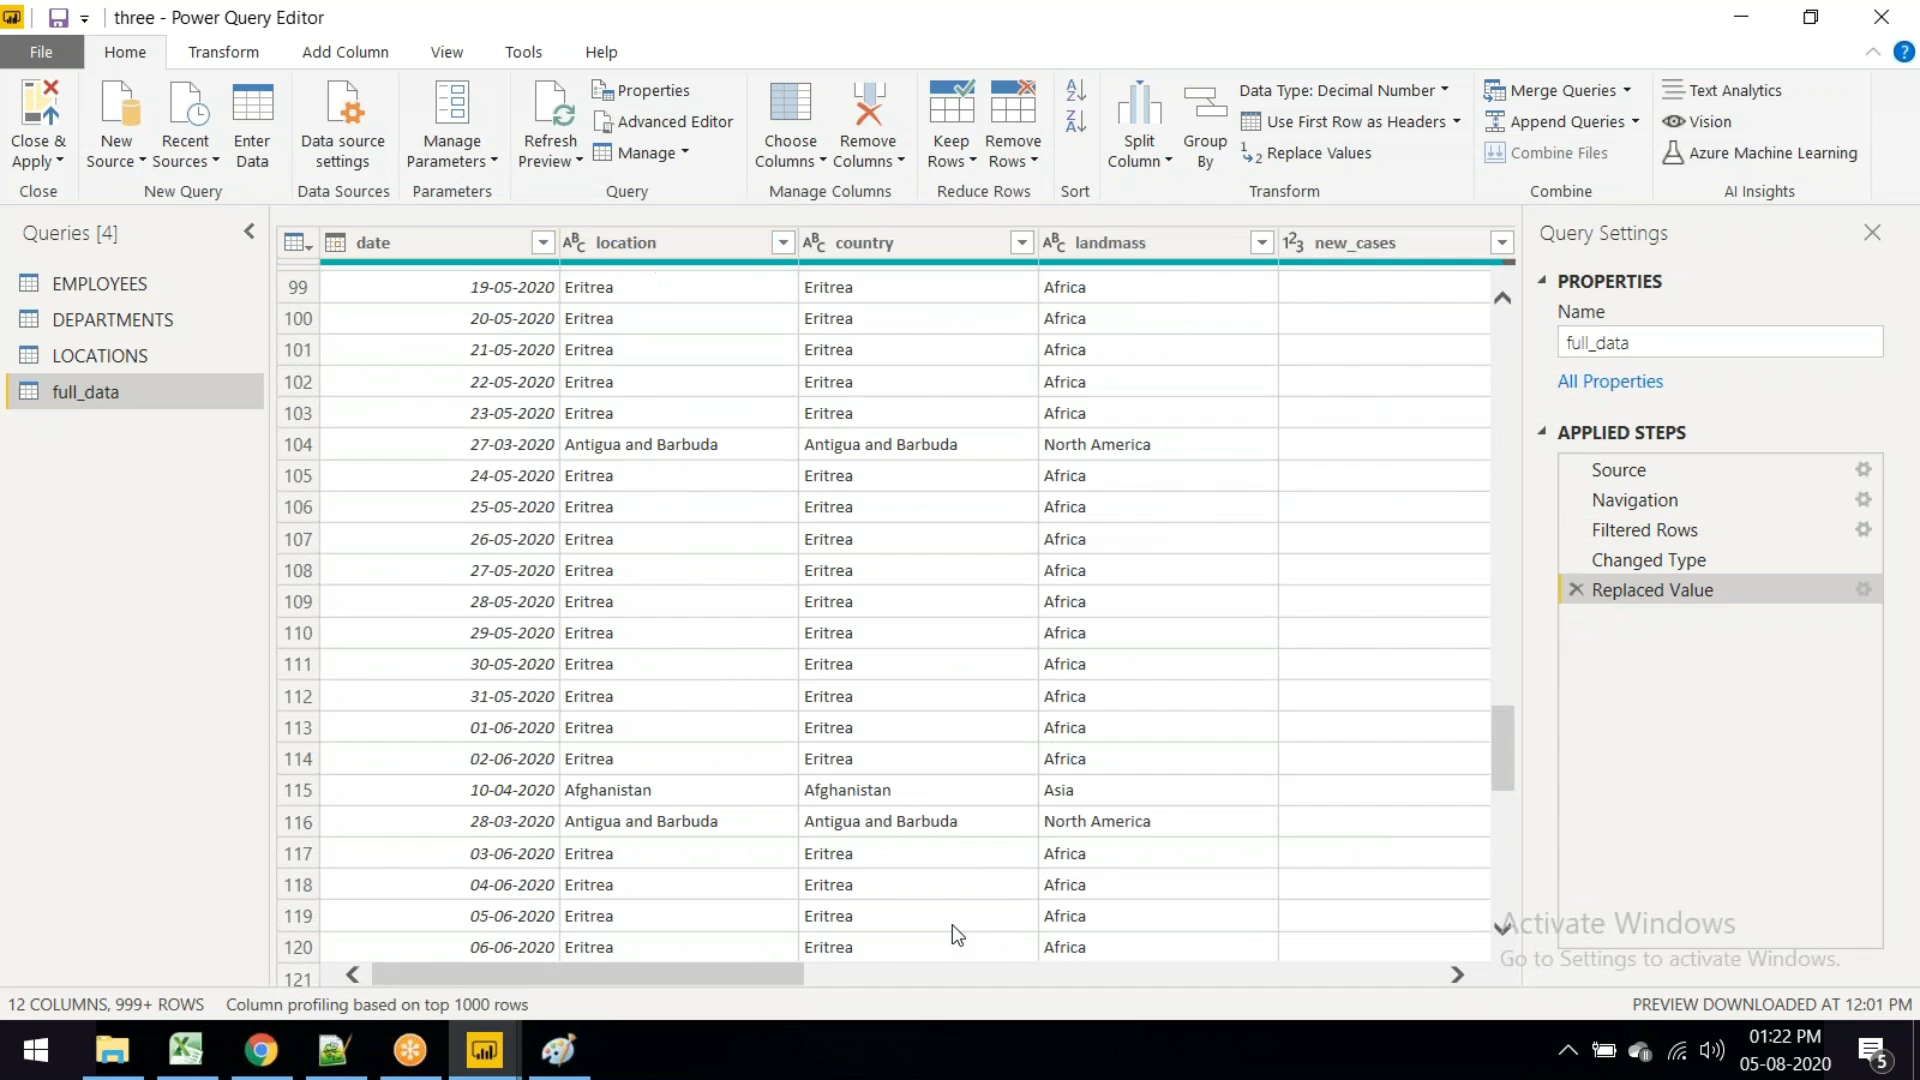 three - Power Query Editor
File Home Transform Add Column View Tools Help
Close & Apply
New Source
Recent Sources
Enter Data
Data source settings
Manage Parameters
Refresh Preview
Properties
Advanced Editor
Manage
Choose Columns
Remove Columns
Keep Rows
Remove Rows
Split Column
Group By
Data Type: Decimal Number
Use First Row as Headers
Replace Values
Merge Queries
Append Queries
Combine Files
Text Analytics
Vision
Azure Machine Learning
Close New Query Data Sources Parameters Query Manage Columns Reduce Rows Sort Transform Combine AI Insights
Queries [4]
EMPLOYEES
DEPARTMENTS
LOCATIONS
full_data
date location country landmass new_cases
99 19-05-2020 Eritrea Eritrea Africa
100 20-05-2020 Eritrea Eritrea Africa
101 21-05-2020 Eritrea Eritrea Africa
102 22-05-2020 Eritrea Eritrea Africa
103 23-05-2020 Eritrea Eritrea Africa
104 27-03-2020 Antigua and Barbuda Antigua and Barbuda North America
105 24-05-2020 Eritrea Eritrea Africa
106 25-05-2020 Eritrea Eritrea Africa
107 26-05-2020 Eritrea Eritrea Africa
108 27-05-2020 Eritrea Eritrea Africa
109 28-05-2020 Eritrea Eritrea Africa
110 29-05-2020 Eritrea Eritrea Africa
111 30-05-2020 Eritrea Eritrea Africa
112 31-05-2020 Eritrea Eritrea Africa
113 01-06-2020 Eritrea Eritrea Africa
114 02-06-2020 Eritrea Eritrea Africa
115 10-04-2020 Afghanistan Afghanistan Asia
116 28-03-2020 Antigua and Barbuda Antigua and Barbuda North America
117 03-06-2020 Eritrea Eritrea Africa
118 04-06-2020 Eritrea Eritrea Africa
119 05-06-2020 Eritrea Eritrea Africa
120 06-06-2020 Eritrea Eritrea Africa
121
Query Settings
PROPERTIES
Name
full_data
All Properties
APPLIED STEPS
Source
Navigation
Filtered Rows
Changed Type
Replaced Value
Activate Windows
Go to Settings to activate Windows.
12 COLUMNS, 999+ ROWS Column profiling based on top 1000 rows
PREVIEW DOWNLOADED AT 12:01 PM
01:22 PM
05-08-2020
5